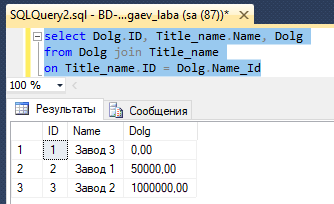 SQLQuery2.sql - BD-...gaev_laba (sa (87))*
select Dolg.ID, Title_name.Name, Dolg
from Dolg join Title_name
on Title_name.ID = Dolg.Name_Id
100 %
Результаты Сообщения
ID Name Dolg
1 1 Завод 3 0,00
2 2 Завод 1 50000,00
3 3 Завод 2 1000000,00